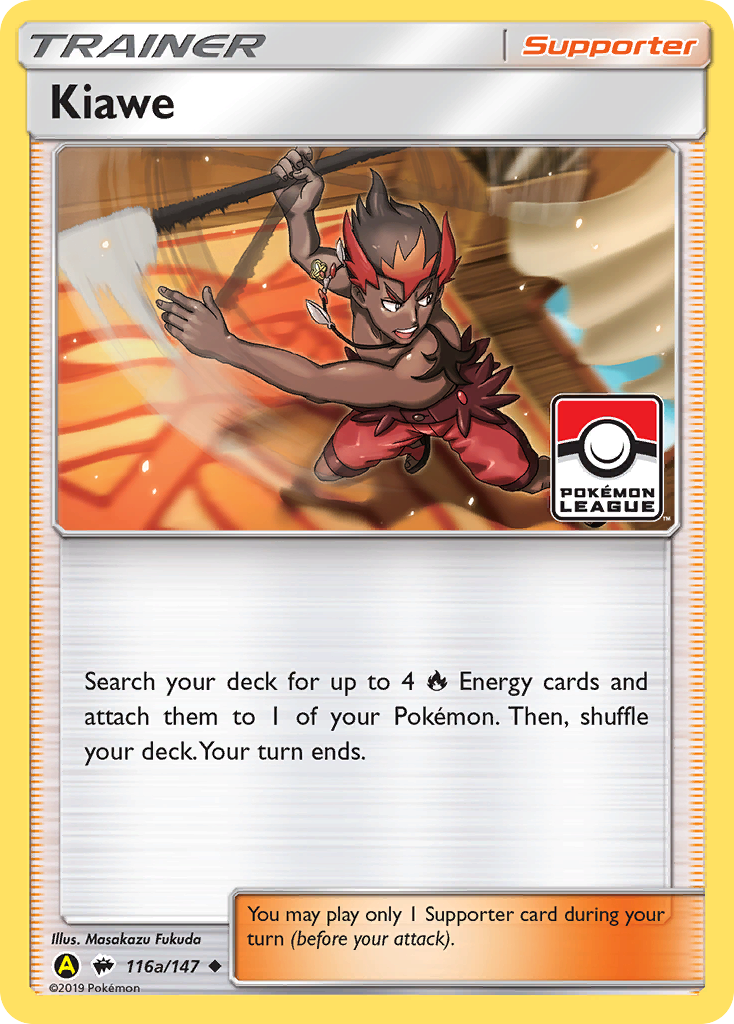 TRAINER Supporter
Kiawe
POKÉMON
LEAGUE ™
Search your deck for up to 4 Energy cards and
attach them to 1 of your Pokémon. Then, shuffle
your deck. Your turn ends.
You may play only 1 Supporter card during your
turn (before your attack).
Illus. Masakazu Fukuda
A 116a/147
©2019 Pokémon